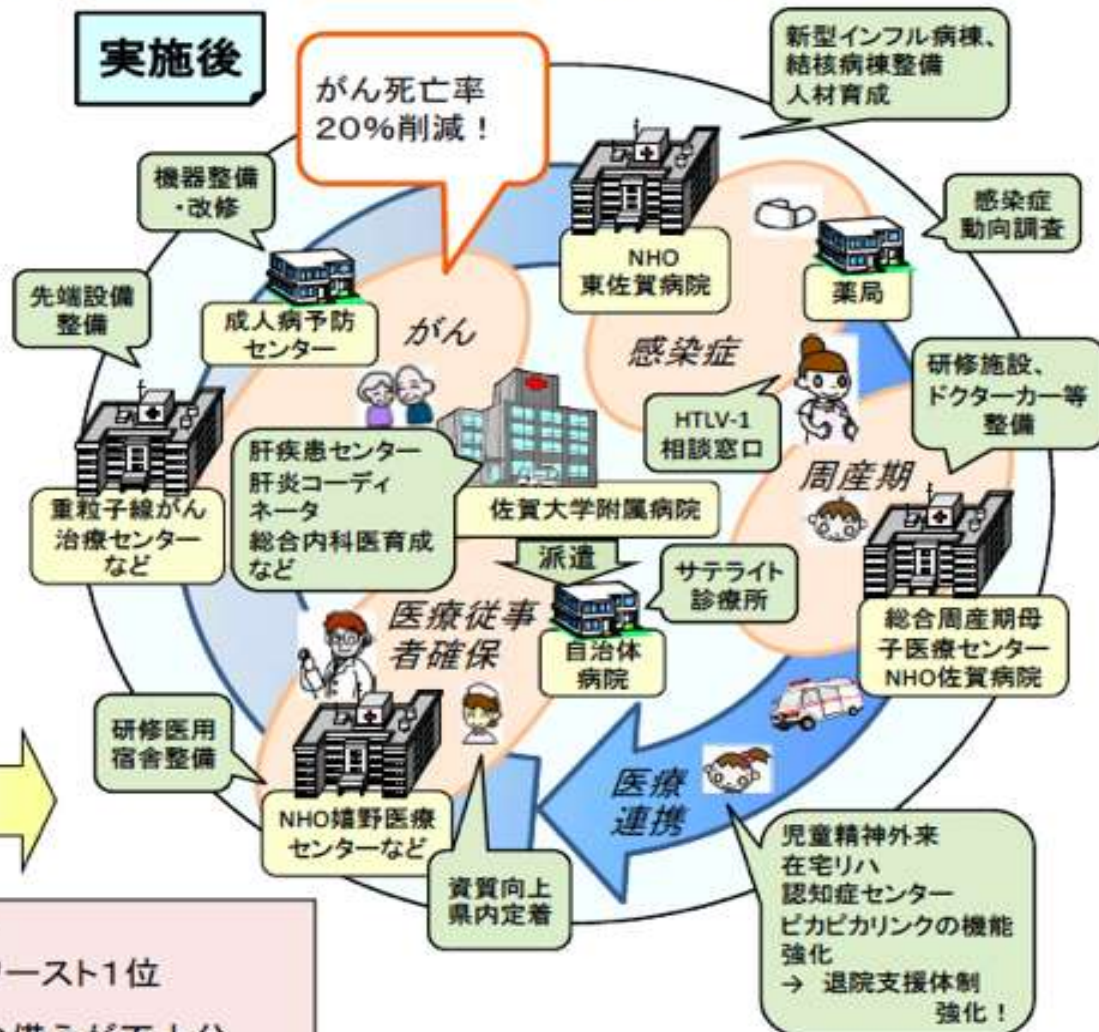 実施後
がん死亡率
20％削減！
新型インフル病棟、
結核病棟整備
人材育成
機器整備
・改修
感染症
動向調査
先端設備
整備
NHO
東佐賀病院
薬局
成人病予防
センター
がん
感染症
研修施設、
ドクターカー等
整備
HTLV-1
相談窓口
肝疾患センター
肝炎コーディ
ネータ
総合内科医育成
など
周産期
重粒子線がん
治療センター
など
佐賀大学附属病院
派遣
サテライト
診療所
医療従事
者確保
自治体
病院
総合周産期母
子医療センター
NHO佐賀病院
研修医用
宿舎整備
医療
連携
NHO嬉野医療
センターなど
児童精神外来
在宅リハ
認知症センター
ピカピカリンクの機能
強化
→ 退院支援体制
強化！
資質向上
県内定着
ースト1位